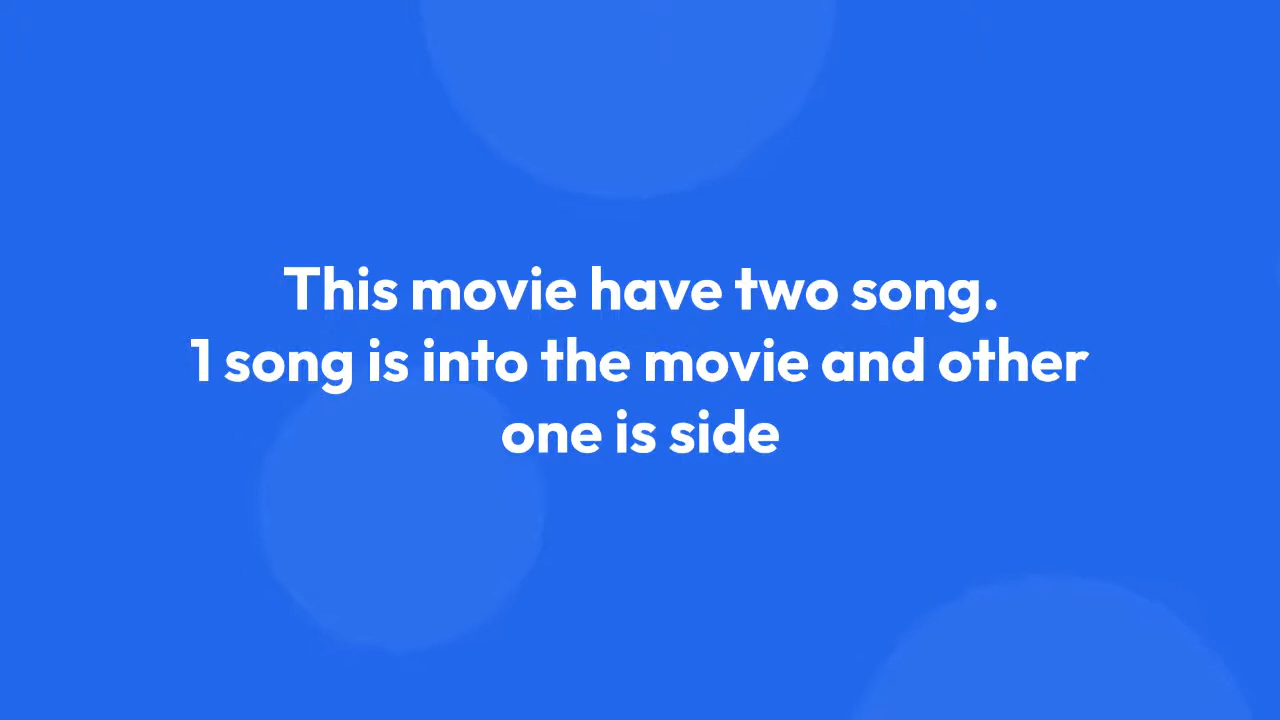 This movie have two song.
1 song is into the movie and other
one is side